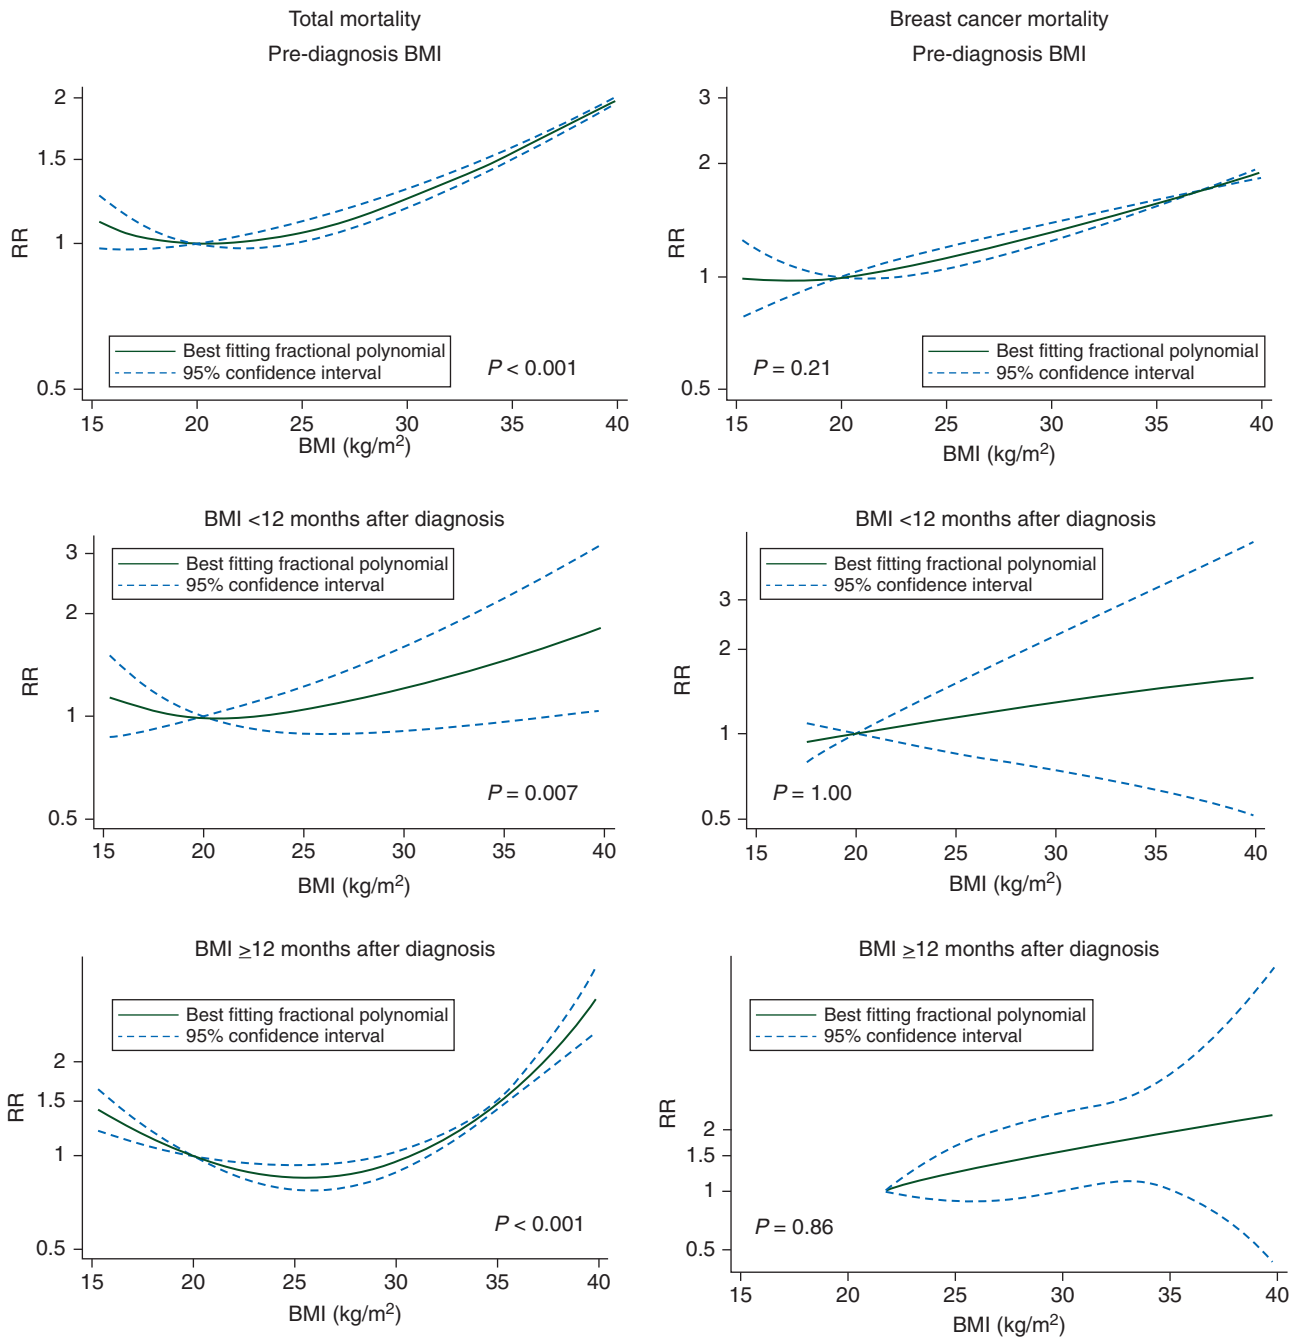 Total mortality
Pre-diagnosis BMI
2
1.5
1
0.5
RR
Best fitting fractional polynomial
95% confidence interval
P < 0.001
15 20 25 30 35 40
BMI (kg/m²)
Breast cancer mortality
Pre-diagnosis BMI
3
2
1
0.5
RR
P = 0.21
Best fitting fractional polynomial
95% confidence interval
15 20 25 30 35 40
BMI (kg/m²)
BMI <12 months after diagnosis
3
2
1
0.5
RR
Best fitting fractional polynomial
95% confidence interval
P = 0.007
15 20 25 30 35 40
BMI (kg/m²)
BMI <12 months after diagnosis
3
2
1
0.5
RR
Best fitting fractional polynomial
95% confidence interval
P = 1.00
15 20 25 30 35 40
BMI (kg/m²)
BMI ≥12 months after diagnosis
2
1.5
1
0.5
RR
Best fitting fractional polynomial
95% confidence interval
P < 0.001
15 20 25 30 35 40
BMI (kg/m²)
BMI ≥12 months after diagnosis
2
1.5
1
0.5
RR
Best fitting fractional polynomial
95% confidence interval
P = 0.86
15 20 25 30 35 40
BMI (kg/m²)